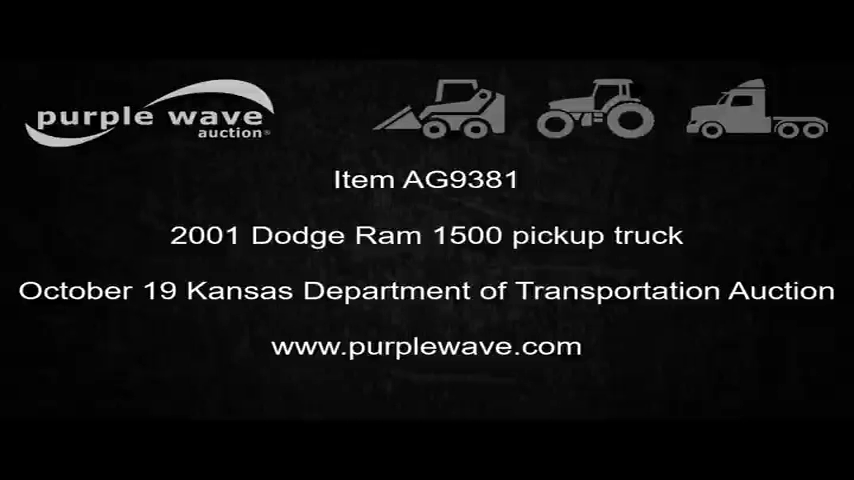 purple wave
auction®
Item AG9381
2001 Dodge Ram 1500 pickup truck
October 19 Kansas Department of Transportation Auction
www.purplewave.com